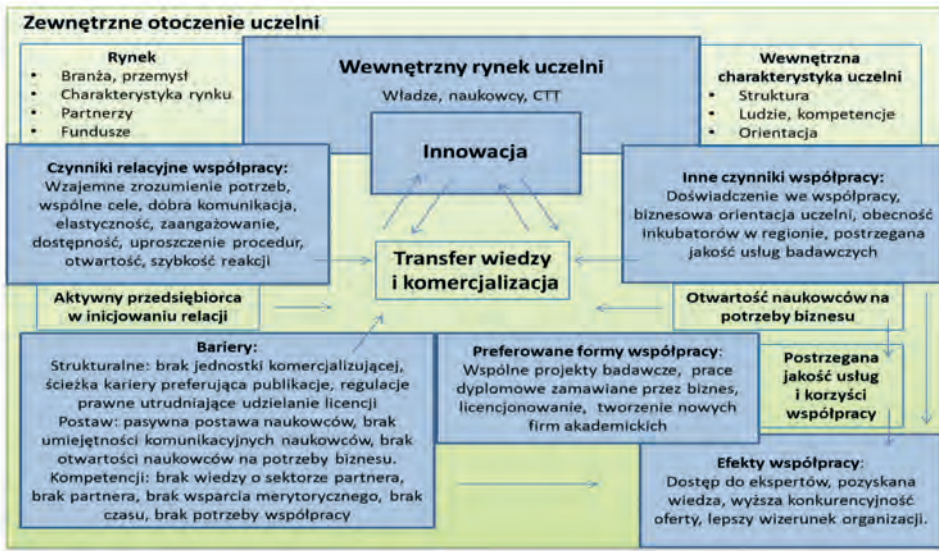 Zewnętrzne otoczenie uczelni
Rynek
• Branża, przemysł
• Charakterystyka rynku
• Partnerzy
• Fundusze
Wewnętrzny rynek uczelni
Władze, naukowcy, CTT
Wewnętrzna
charakterystyka uczelni
• Struktura
• Ludzie, kompetencje
• Orientacja
Innowacja
Czynniki relacyjne współpracy:
Wzajemne zrozumienie potrzeb,
wspólne cele, dobra komunikacja,
elastyczność, zaangażowanie,
dostępność, uproszczenie procedur,
otwartość, szybkość reakcji
Inne czynniki współpracy:
Doświadczenie we współpracy,
biznesowa orientacja uczelni, obecność
inkubatorów w regionie, postrzegana
jakość usług badawczych
Transfer wiedzy
i komercjalizacja
Aktywny przedsiębiorca
w inicjowaniu relacji
Otwartość naukowców na
potrzeby biznesu
Bariery:
Strukturalne: brak jednostki komercjalizującej,
ścieżka kariery preferująca publikacje, regulacje
prawne utrudniające udzielanie licencji
Postaw: pasywna postawa naukowców, brak
umiejętności komunikacyjnych naukowców, brak
otwartości naukowców na potrzeby biznesu.
Kompetencji: brak wiedzy o sektorze partnera,
brak partnera, brak wsparcia merytorycznego, brak
czasu, brak potrzeby współpracy
Preferowane formy współpracy:
Wspólne projekty badawcze, prace
dyplomowe zamawiane przez biznes,
licencjonowanie, tworzenie nowych
firm akademickich
Postrzegana
jakość usług
i korzyści
współpracy
Efekty współpracy:
Dostęp do ekspertów, pozyskana
wiedza, wyższa konkurencyjność
oferty, lepszy wizerunek organizacji.